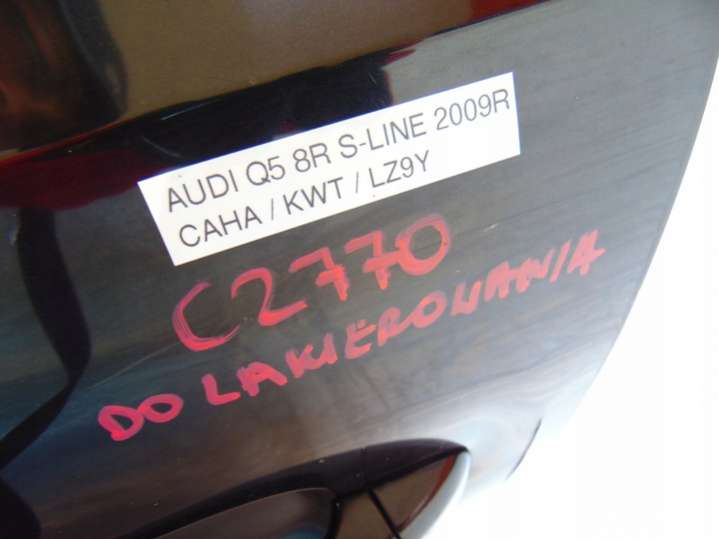 AUDI Q5 8R S-LINE 2009R
CAHA / KWT / LZ9Y
C2770
DO LAKIEROWANIA